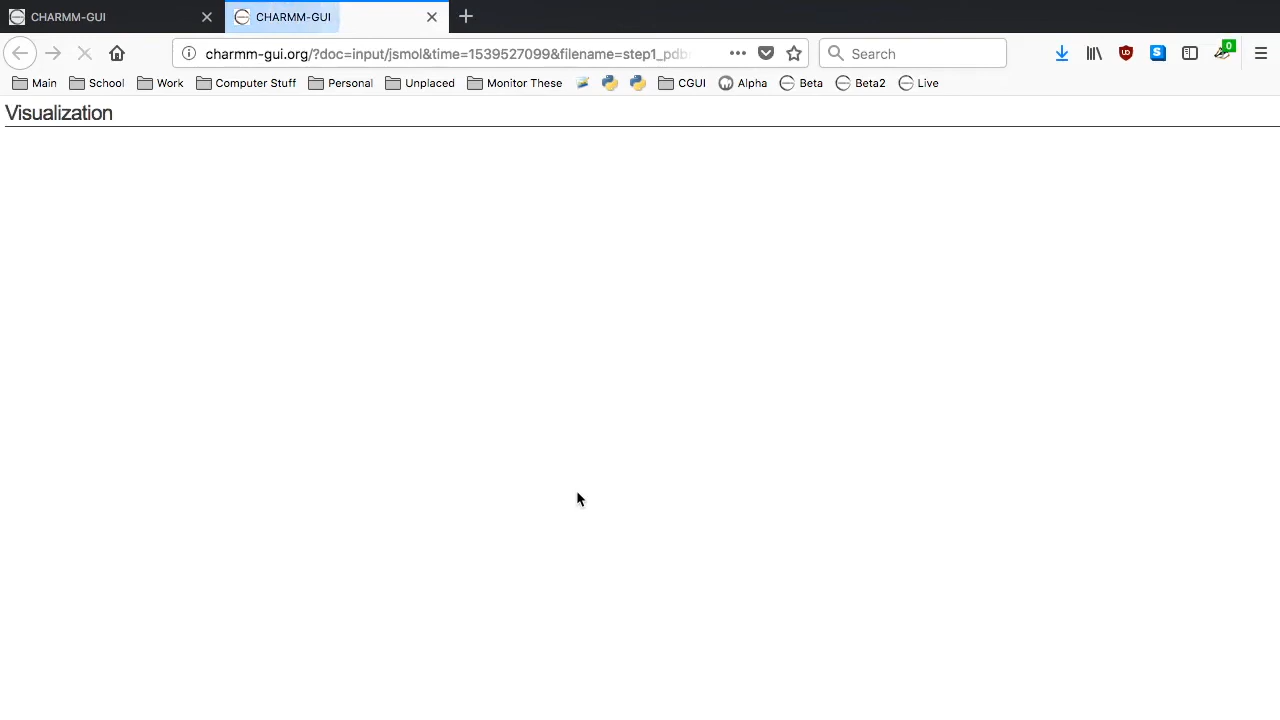 CHARMM-GUI
CHARMM-GUI
charmm-gui.org/?doc=input/jsmol&time=1539527099&filename=step1_pdb
Search
0
Main School Work Computer Stuff Personal Unplaced Monitor These CGUI Alpha Beta Beta2 Live
Visualization